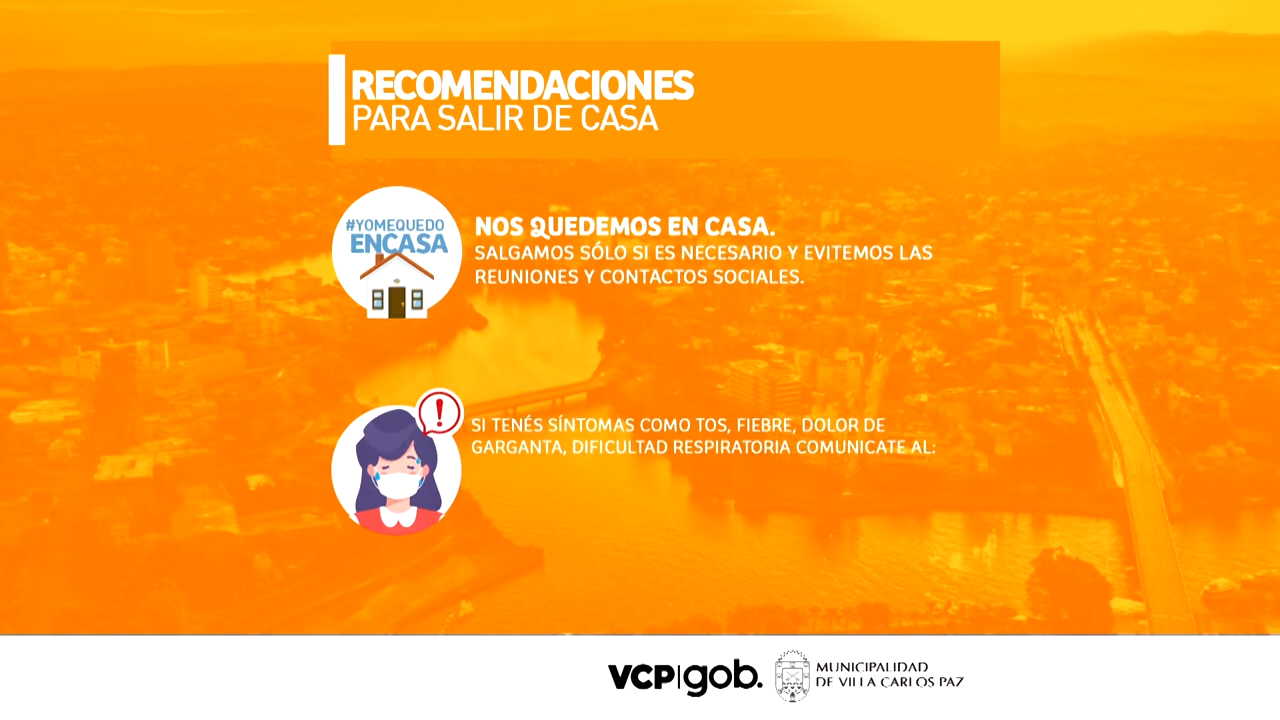 RECOMENDACIONES
PARA SALIR DE CASA
#YOMEQUEDO
ENCASA
NOS QUEDEMOS EN CASA.
SALGAMOS SÓLO SI ES NECESARIO Y EVITEMOS LAS
REUNIONES Y CONTACTOS SOCIALES.
!
SI TENÉS SÍNTOMAS COMO TOS, FIEBRE, DOLOR DE
GARGANTA, DIFICULTAD RESPIRATORIA COMUNICATE AL:
VCP|gob.
MUNICIPALIDAD
DE VILLA CARLOS PAZ